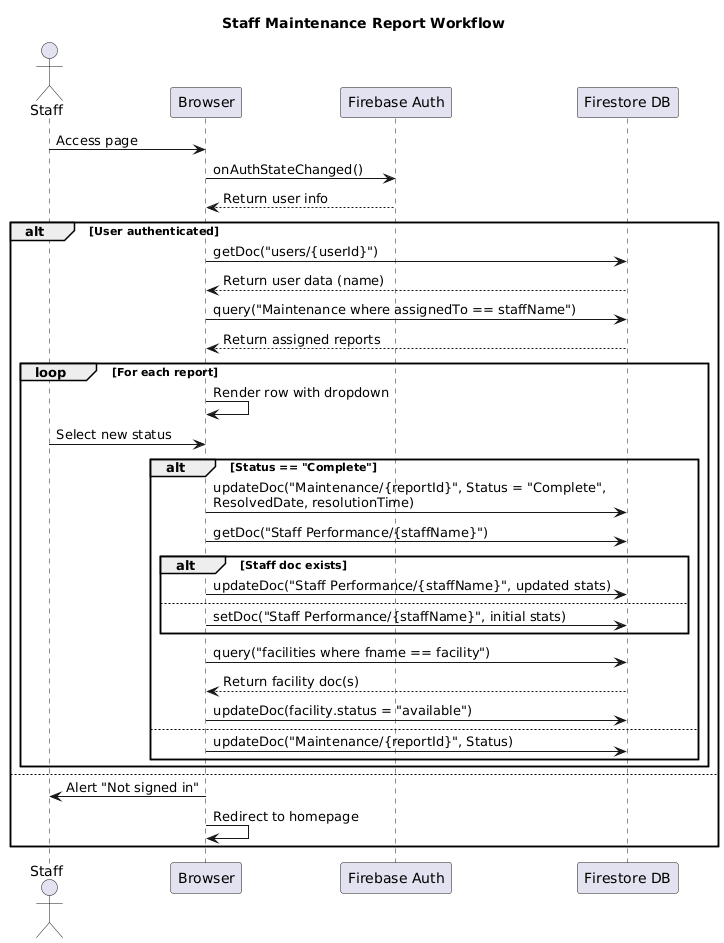 Staff Maintenance Report Workflow
Staff
Browser
Firebase Auth
Firestore DB
Access page
onAuthStateChanged()
Return user info
alt
[User authenticated]
getDoc("users/{userId}")
Return user data (name)
query("Maintenance where assignedTo == staffName")
Return assigned reports
loop
[For each report]
Render row with dropdown
Select new status
alt
[Status == "Complete"]
updateDoc("Maintenance/{reportId}", Status = "Complete",
ResolvedDate, resolutionTime)
getDoc("Staff Performance/{staffName}")
alt
[Staff doc exists]
updateDoc("Staff Performance/{staffName}", updated stats)
setDoc("Staff Performance/{staffName}", initial stats)
query("facilities where fname == facility")
Return facility doc(s)
updateDoc(facility.status = "available")
updateDoc("Maintenance/{reportId}", Status)
Alert "Not signed in"
Redirect to homepage
Staff
Browser
Firebase Auth
Firestore DB